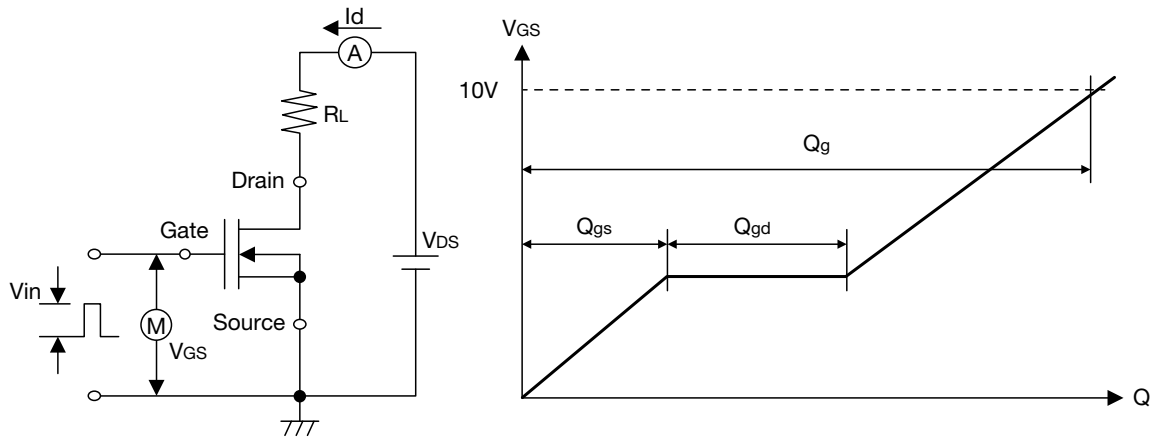 Id
A
RL
Drain
Gate
VDS
Vin
M
Source
VGS
VGS
10V
Qg
Qgs
Qgd
Q